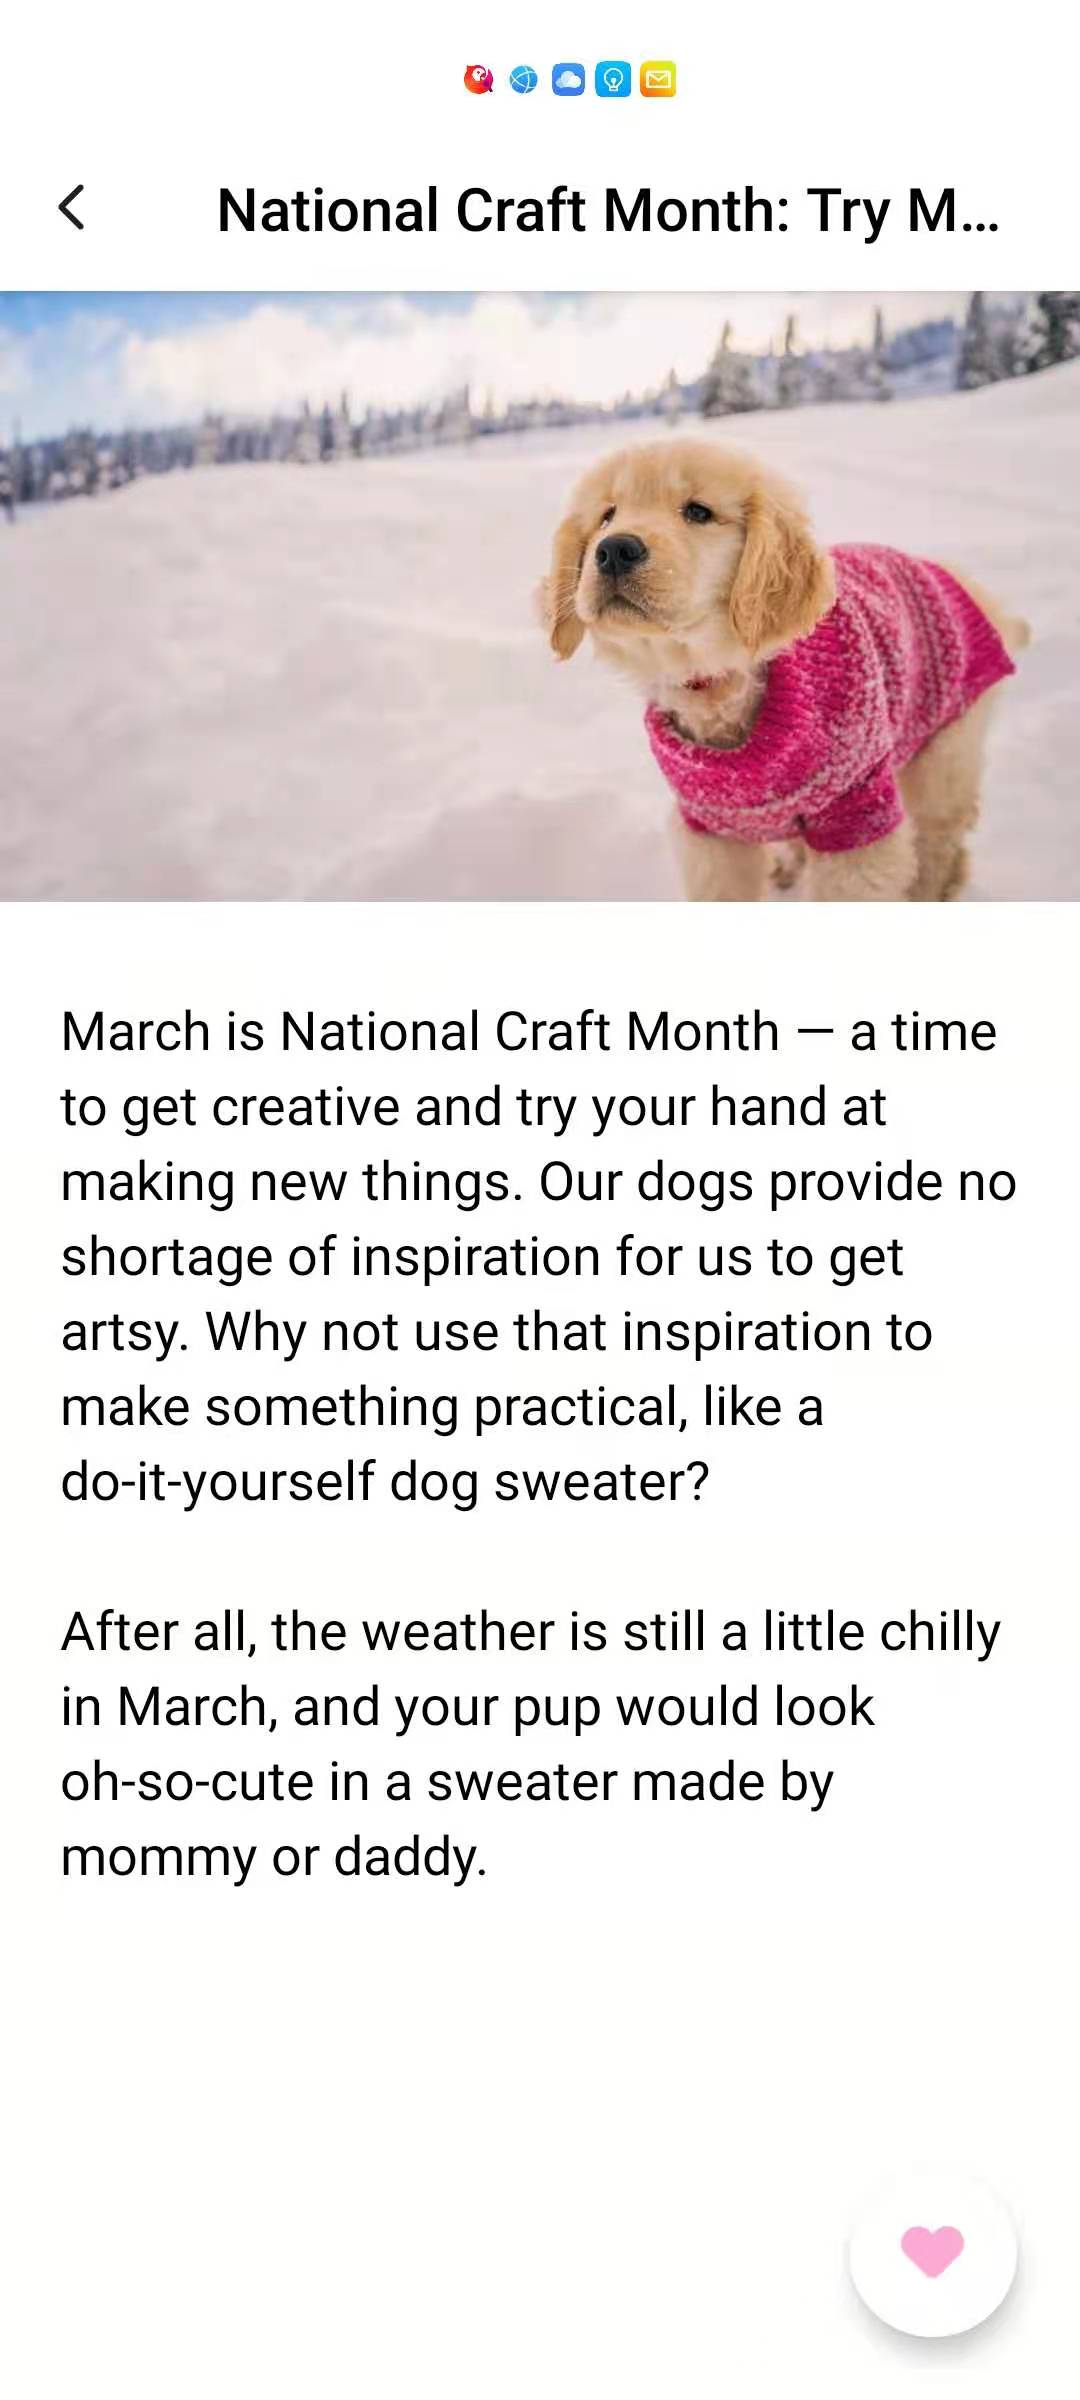 National Craft Month: Try M...
March is National Craft Month — a time
to get creative and try your hand at
making new things. Our dogs provide no
shortage of inspiration for us to get
artsy. Why not use that inspiration to
make something practical, like a
do-it-yourself dog sweater?
After all, the weather is still a little chilly
in March, and your pup would look
oh-so-cute in a sweater made by
mommy or daddy.